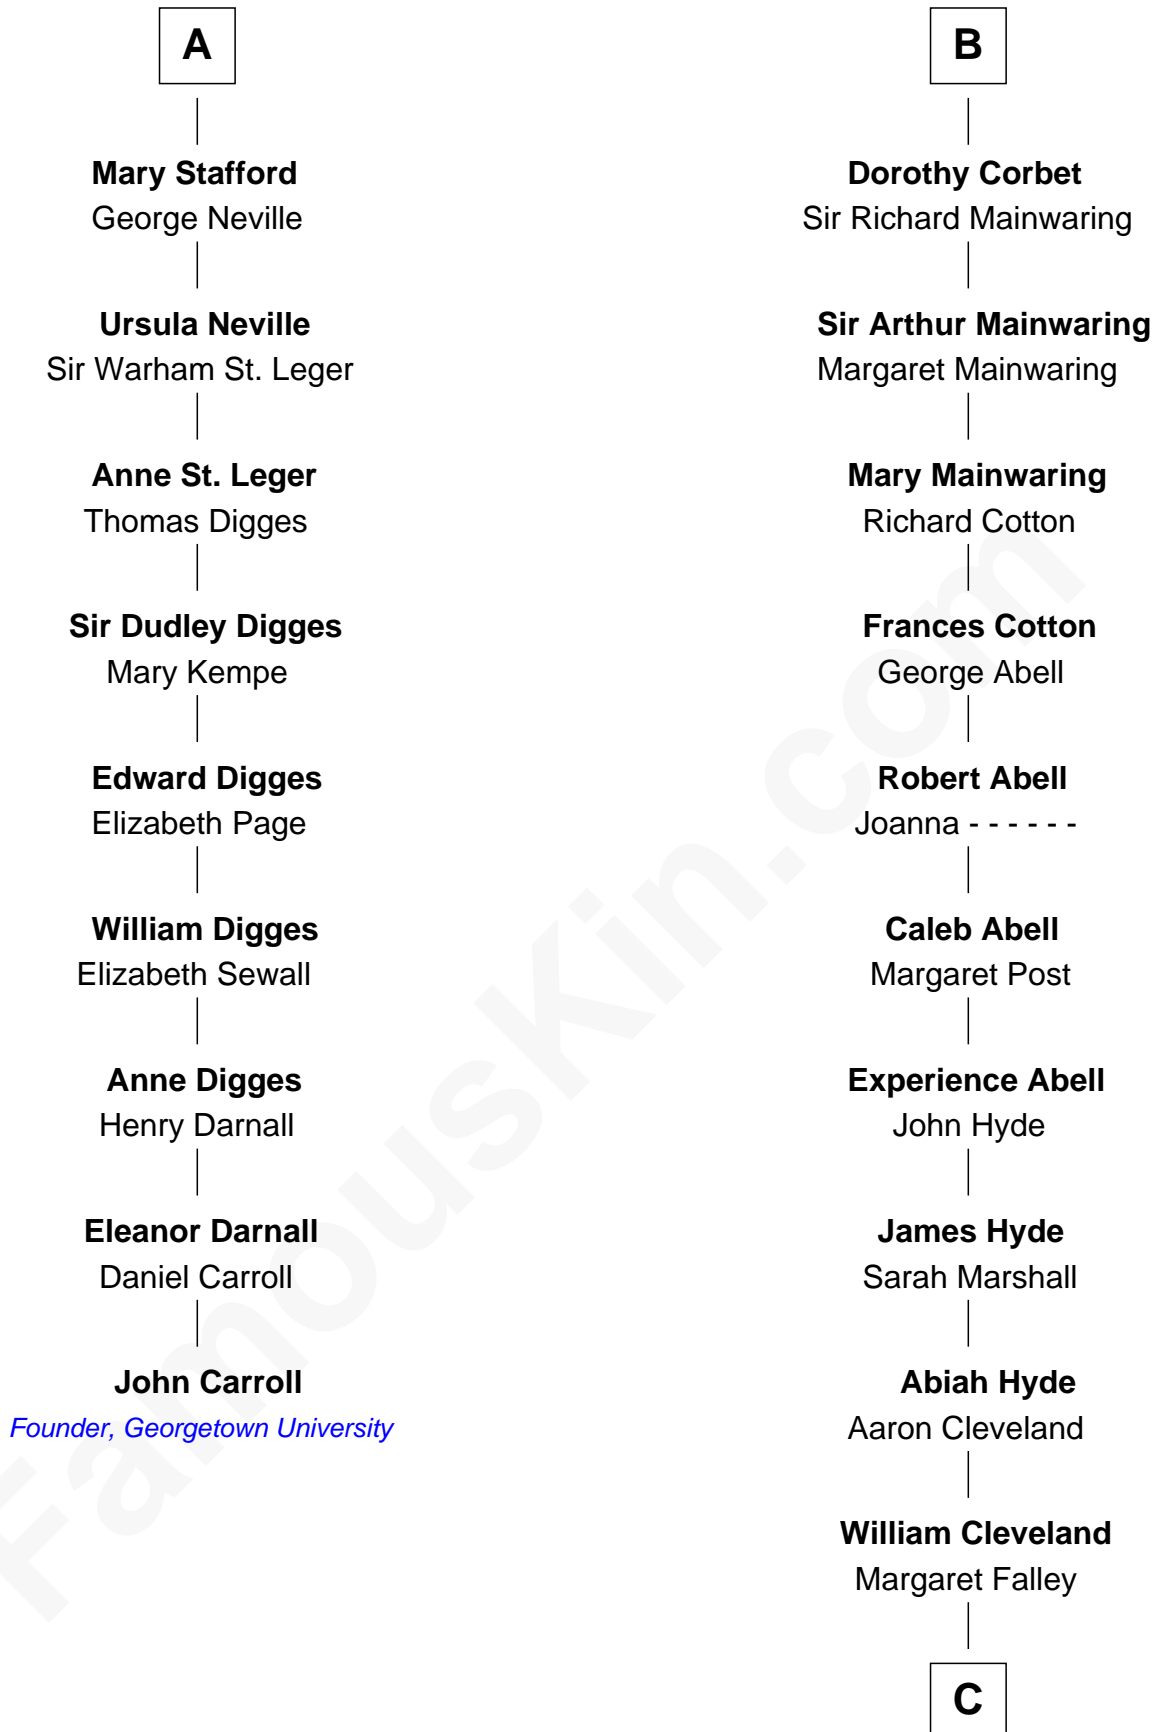 A
Mary Stafford
George Neville
Ursula Neville
Sir Warham St. Leger
Anne St. Leger
Thomas Digges
Sir Dudley Digges
Mary Kempe
Edward Digges
Elizabeth Page
William Digges
Elizabeth Sewall
Anne Digges
Henry Darnall
Eleanor Darnall
Daniel Carroll
John Carroll
Founder, Georgetown University
B
Dorothy Corbet
Sir Richard Mainwaring
Sir Arthur Mainwaring
Margaret Mainwaring
Mary Mainwaring
Richard Cotton
Frances Cotton
George Abell
Robert Abell
Joanna - - - - - -
Caleb Abell
Margaret Post
Experience Abell
John Hyde
James Hyde
Sarah Marshall
Abiah Hyde
Aaron Cleveland
William Cleveland
Margaret Falley
C
FamousKin.com